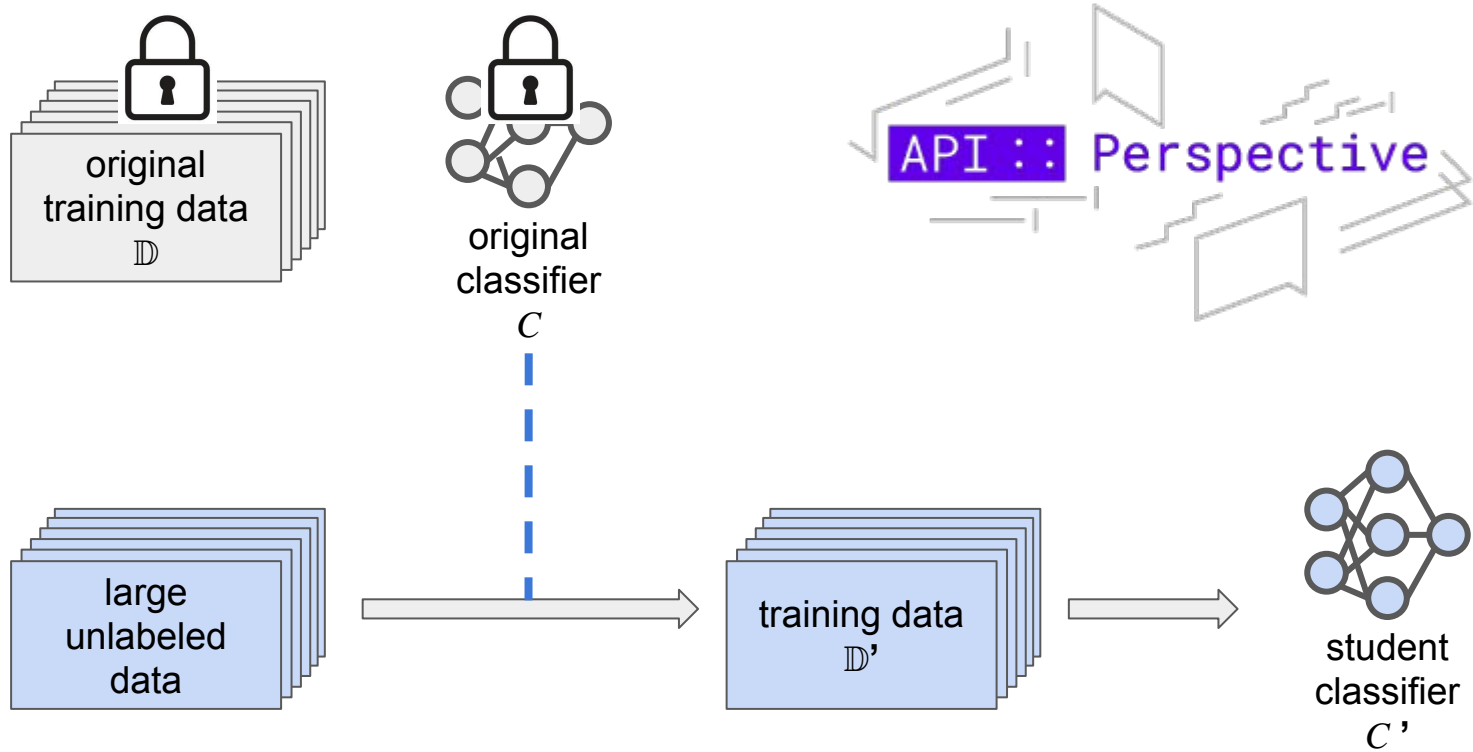 original
training data
𝔻
original
classifier
C
API :: Perspective
large
unlabeled
data
training data
𝔻’
student
classifier
C ’